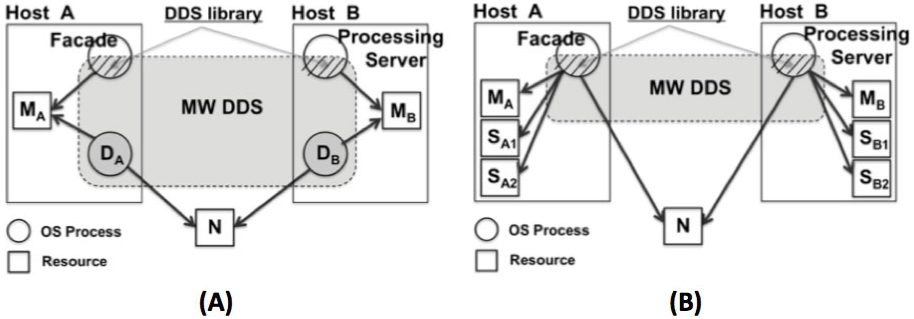 Host A
DDS library
Host B
Facade
Processing
Server
MA
MW DDS
MB
DA
DB
N
OS Process
Resource
(A)
Host A
DDS library
Host B
Facade
Processing
Server
MA
MW DDS
MB
SA1
SB1
SA2
SB2
N
OS Process
Resource
(B)